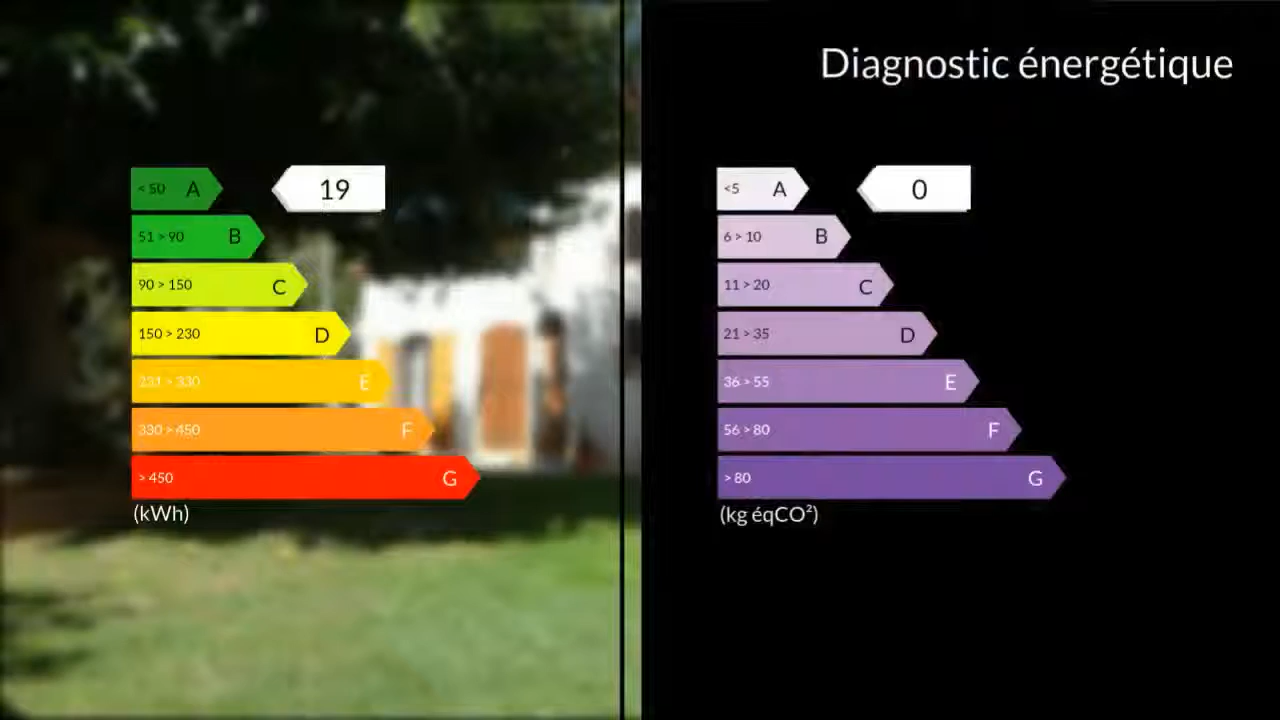 Diagnostic énergétique
< 50 A 19
51 > 90 B
90 > 150 C
150 > 230 D
231 > 330 E
330 > 450 F
> 450 G
(kWh)
<5 A 0
6 > 10 B
11 > 20 C
21 > 35 D
36 > 55 E
56 > 80 F
> 80 G
(kg éqCO²)